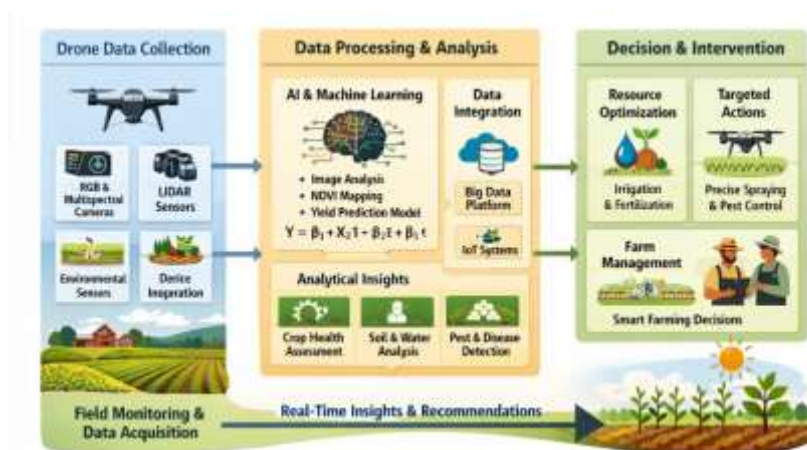 Drone Data Collection
RGB &
Multispectral
Cameras
LIDAR
Sensors
Environmental
Sensors
Derice
Data Processing & Analysis
AI & Machine Learning
• Image Analysis
• NDVI Mapping
• Yield Prediction Model
Data
Integration
Big Data
Platform
IoT Systems
Analytical Insights
Crop Health
Assessment
Soil & Water
Analysis
Pest & Disease
Detection
Decision & Intervention
Resource
Optimization
Irrigation
& Fertilization
Targeted
Actions
Precise Spraying
& Pest Control
Farm
Management
Smart Farming Decisions
Field Monitoring &
Data Acquisition
Real-Time Insights & Recommendations